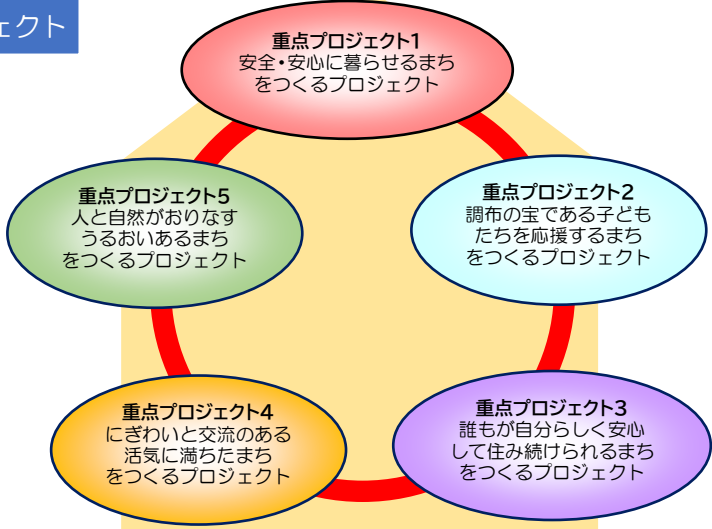 ェクト
重点プロジェクト1
安全・安心に暮らせるまち
をつくるプロジェクト
重点プロジェクト2
調布の宝である子ども
たちを応援するまち
をつくるプロジェクト
重点プロジェクト3
誰もが自分らしく安心
して住み続けられるまち
をつくるプロジェクト
重点プロジェクト4
にぎわいと交流のある
活気に満ちたまち
をつくるプロジェクト
重点プロジェクト5
人と自然がおりなす
うるおいあるまち
をつくるプロジェクト